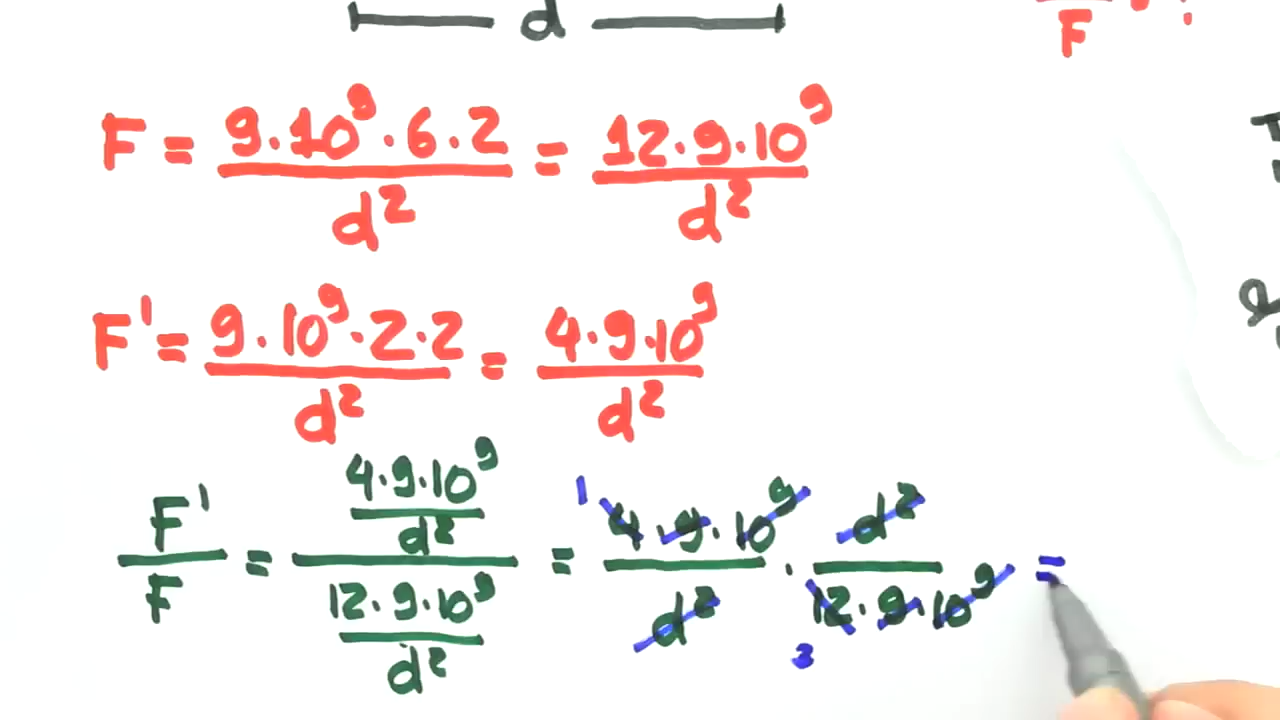 d
F
F = 9·10⁹·6·2 / d² = 12·9·10⁹ / d²
F' = 9·10⁹·2·2 / d² = 4·9·10⁹ / d²
F' / F = (4·9·10⁹ / d²) / (12·9·10⁹ / d²) = 1 4·9·10⁹ / d² · d² / 12·9·10⁹ 3 =